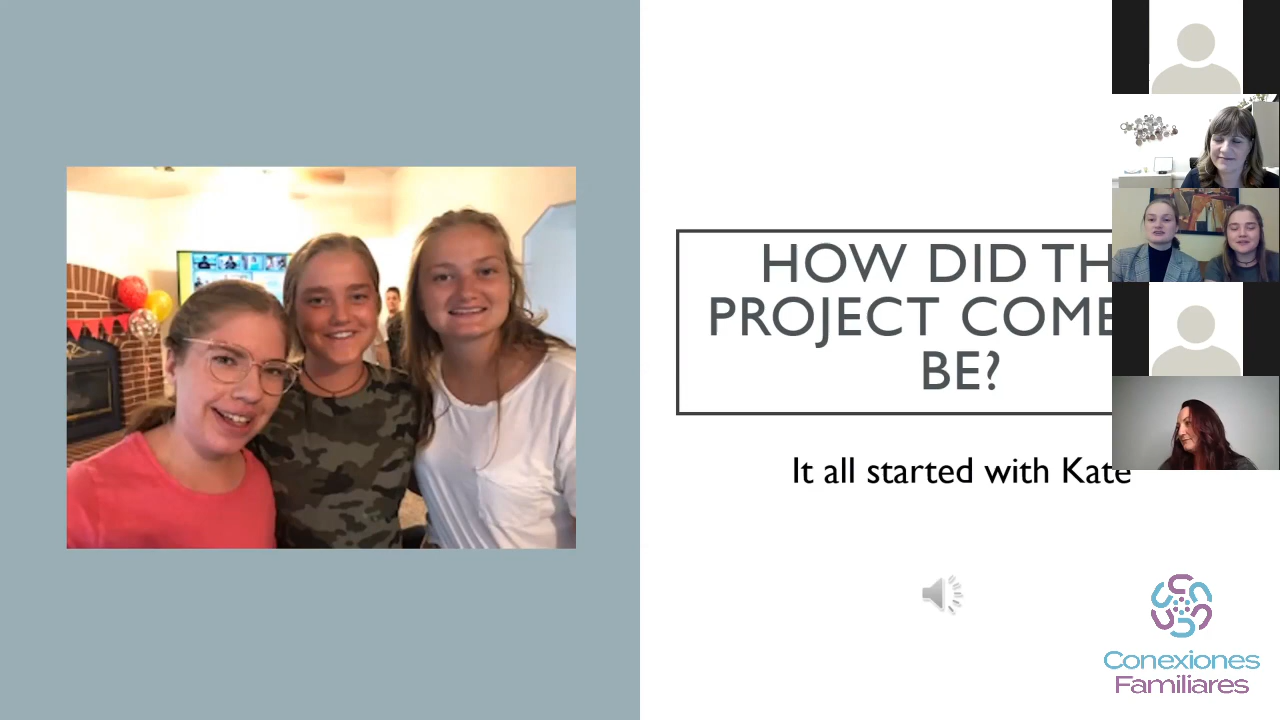 HOW DID TH
PROJECT COME
BE?
It all started with Kate
Conexiones
Familiares